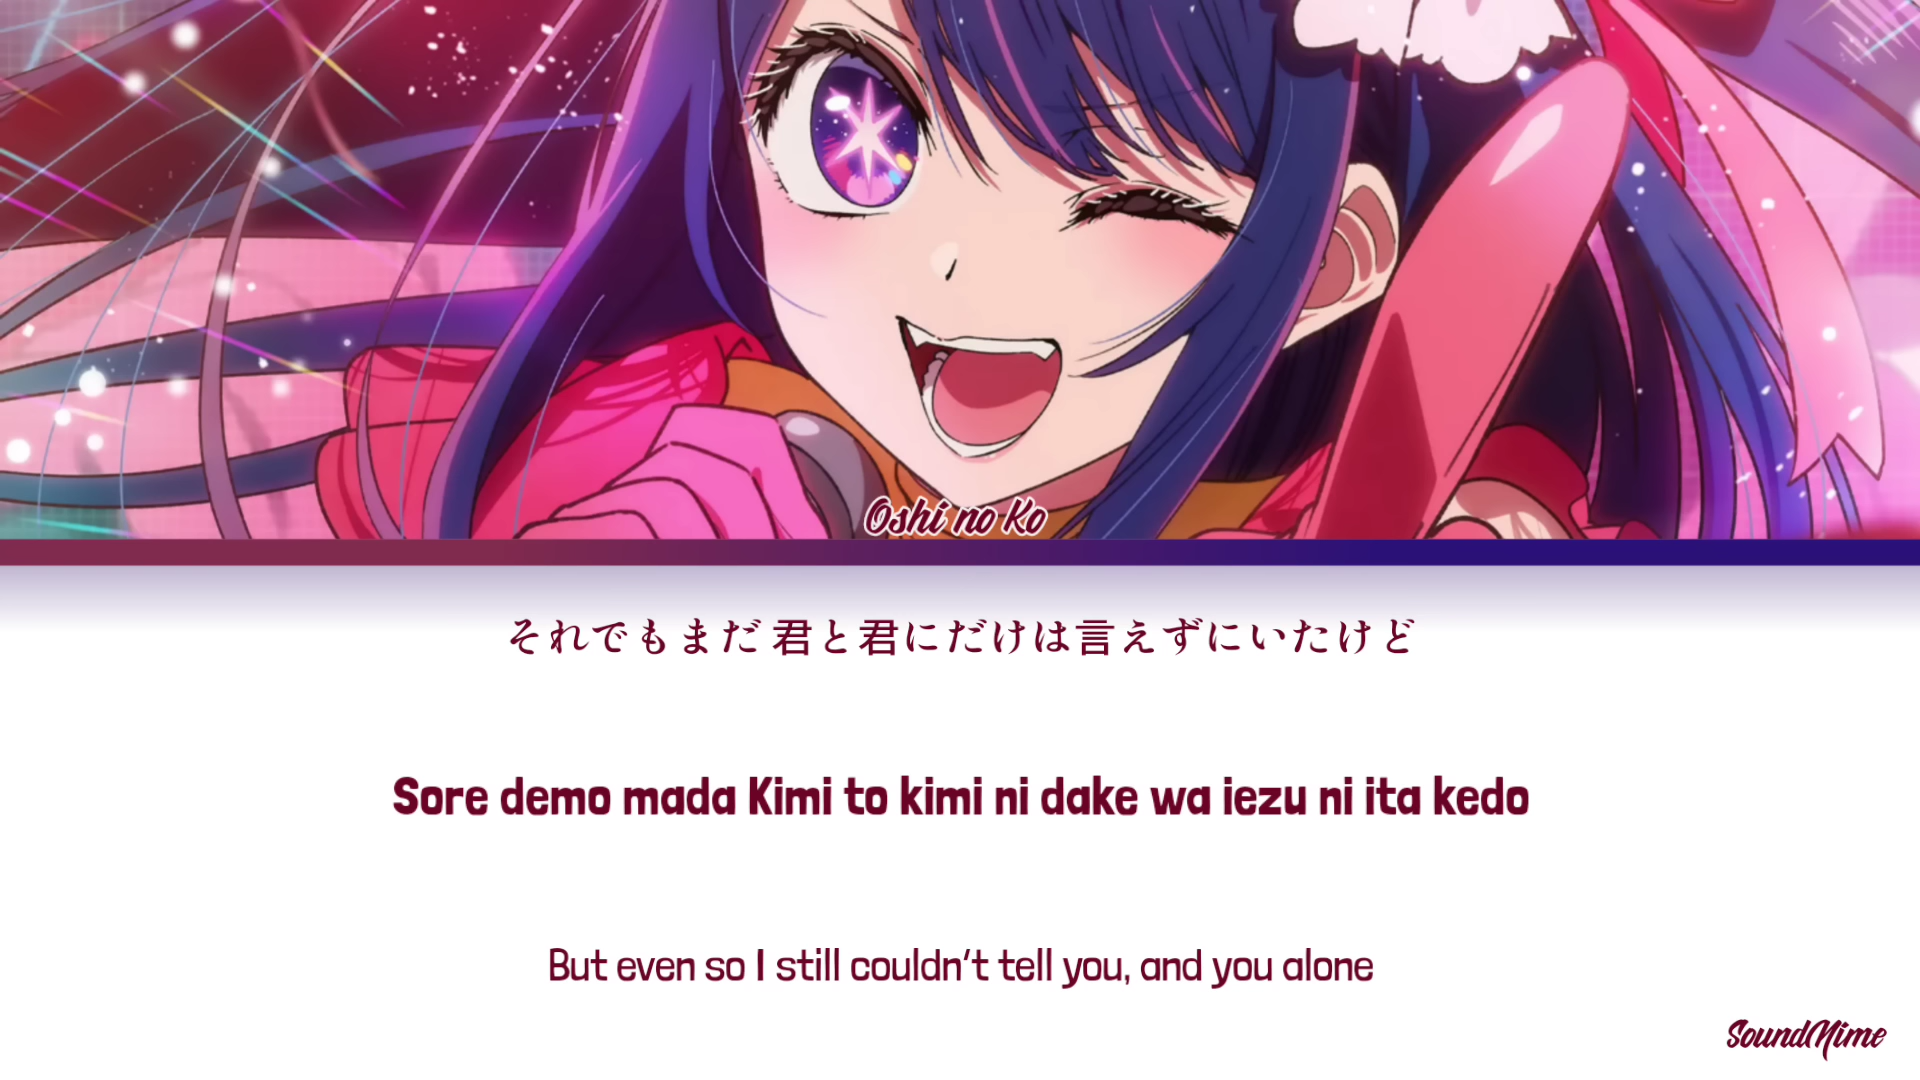 Oshi no Ko
それでもまだ 君と君にだけは言えずにいたけど
Sore demo mada Kimi to kimi ni dake wa iezu ni ita kedo
But even so I still couldn't tell you, and you alone
SoundMime